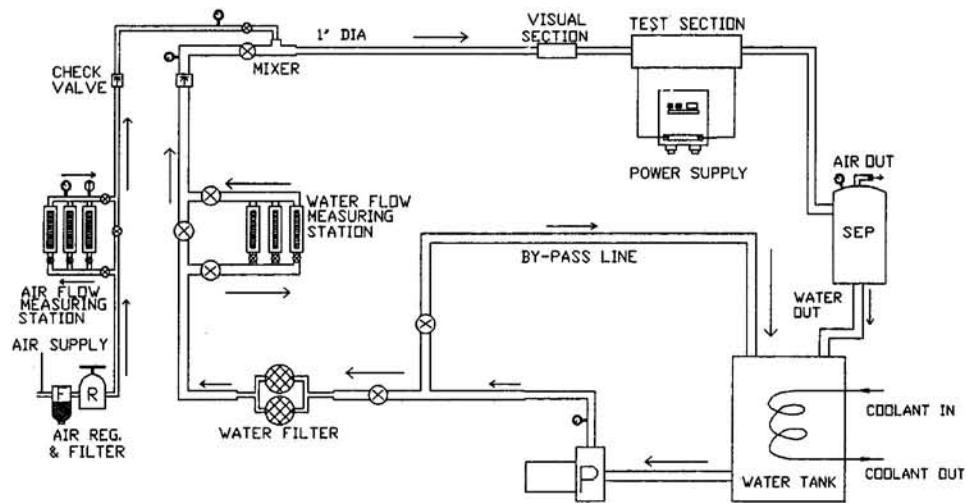 VISUAL
SECTION
TEST SECTION
1" DIA
MIXER
CHECK
VALVE
POWER SUPPLY
AIR OUT
SEP
WATER FLOW
MEASURING
STATION
BY-PASS LINE
WATER
OUT
AIR FLOW
MEASURING
STATION
AIR SUPPLY
F
R
AIR REG.
& FILTER
WATER FILTER
P
WATER TANK
COOLANT IN
COOLANT OUT